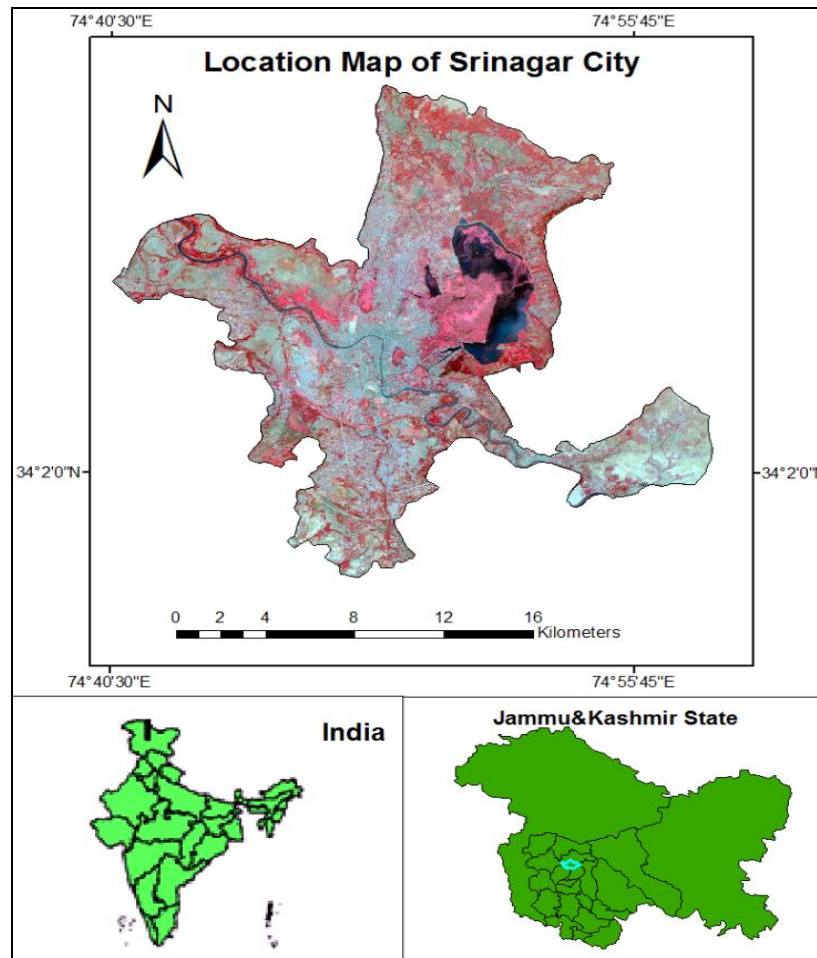 74°40'30"E 74°55'45"E
Location Map of Srinagar City
N
34°2'0"N 34°2'0"N
0 2 4 8 12 16
Kilometers
74°40'30"E 74°55'45"E
India
Jammu&Kashmir State